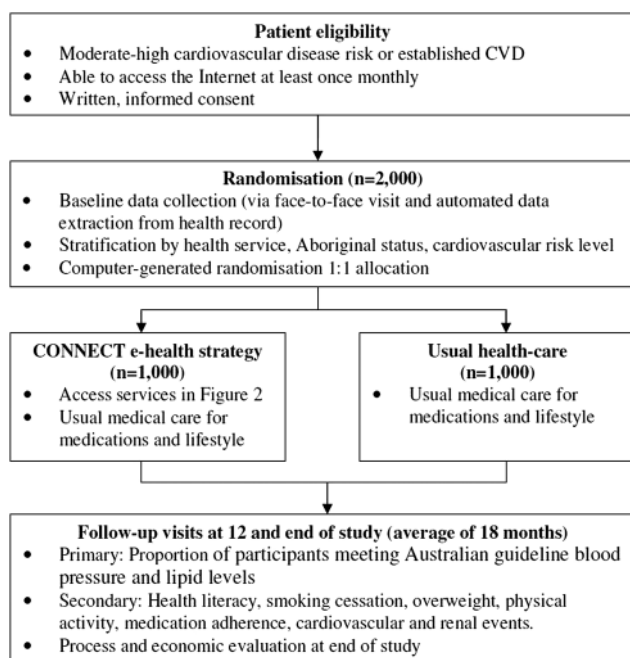 Patient eligibility
• Moderate-high cardiovascular disease risk or established CVD
• Able to access the Internet at least once monthly
• Written, informed consent
Randomisation (n=2,000)
• Baseline data collection (via face-to-face visit and automated data
extraction from health record)
• Stratification by health service, Aboriginal status, cardiovascular risk level
• Computer-generated randomisation 1:1 allocation
CONNECT e-health strategy
(n=1,000)
• Access services in Figure 2
• Usual medical care for
medications and lifestyle
Usual health-care
(n=1,000)
• Usual medical care for
medications and lifestyle
Follow-up visits at 12 and end of study (average of 18 months)
• Primary: Proportion of participants meeting Australian guideline blood
pressure and lipid levels
• Secondary: Health literacy, smoking cessation, overweight, physical
activity, medication adherence, cardiovascular and renal events.
• Process and economic evaluation at end of study